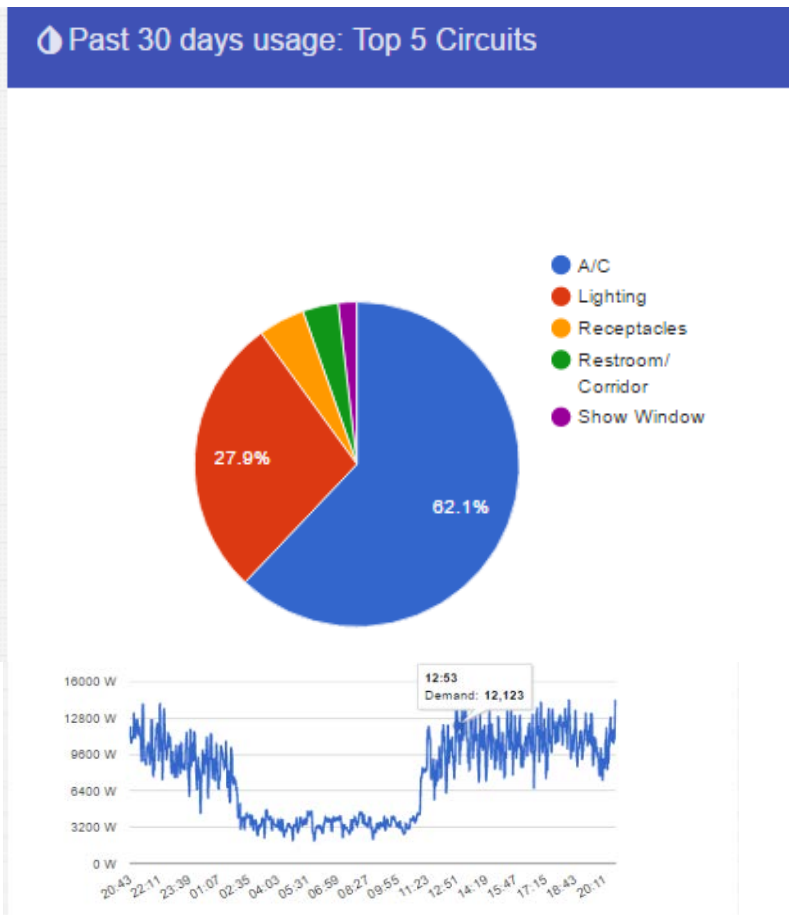 Past 30 days usage: Top 5 Circuits
A/C
Lighting
Receptacles
Restroom/
Corridor
Show Window
27.9%
62.1%
12:53
Demand: 12,123
16000 W
12800 W
9600 W
6400 W
3200 W
0 W
20:43 22:11 23:39 01:07 02:35 04:03 05:31 06:59 08:27 09:55 11:23 12:51 14:19 15:47 17:15 18:43 20:11